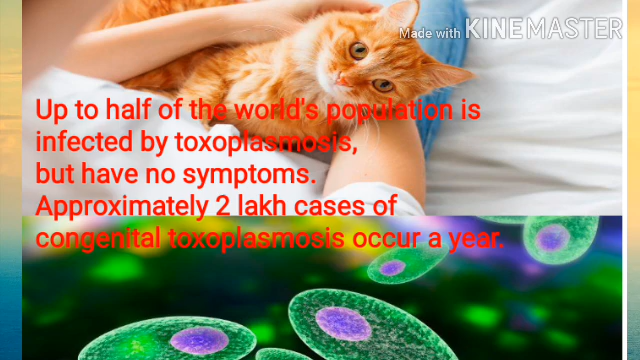 Made with KINEMASTER
Up to half of the world's population is
infected by toxoplasmosis,
but have no symptoms.
Approximately 2 lakh cases of
congenital toxoplasmosis occur a year.